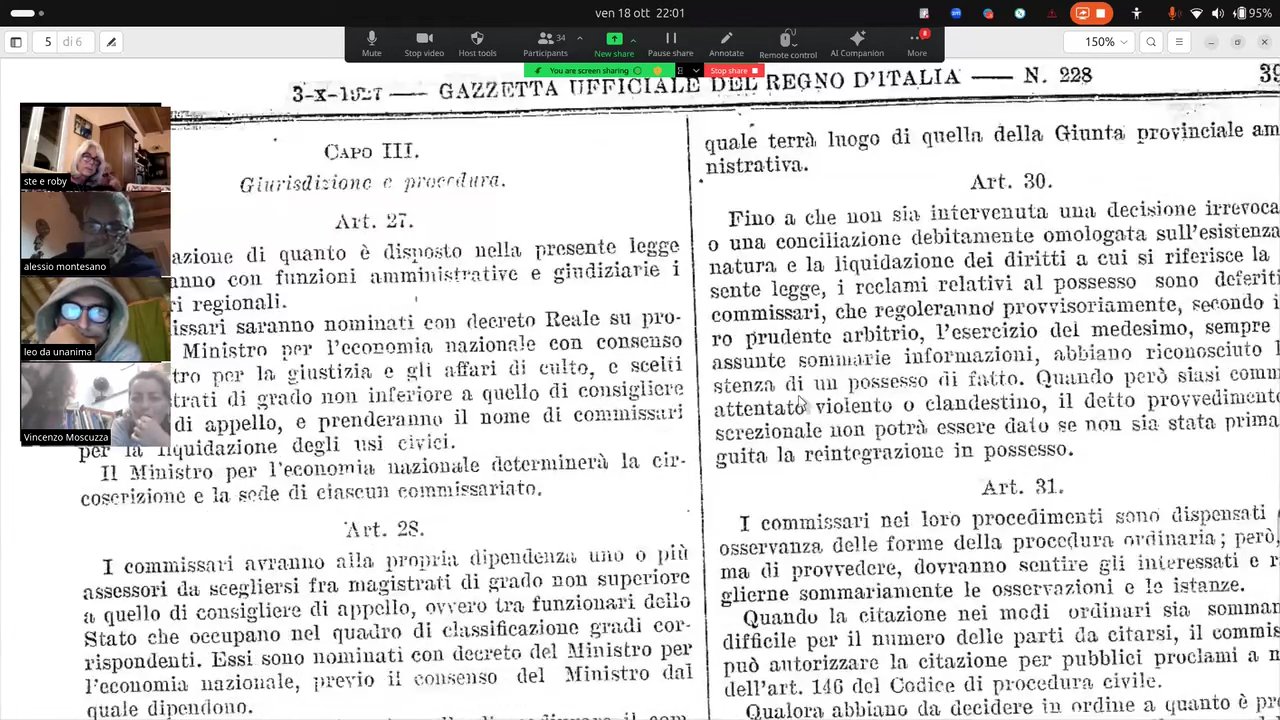 ven 18 ott 22:01
95%
5 di 6
150%
Mute
Stop video
Host tools
Participants 34
New share
Pause share
Annotate
Remote control
AI Companion
More
8
You are screen sharing
Stop share
3-X-1927 — GAZZETTA UFFICIALE DEL REGNO D'ITALIA — N. 228
CAPO III.
Giurisdizione e procedura.
Art. 27.
azione di quanto è disposto nella presente legge
anno con funzioni amministrative e giudiziarie i
ri regionali.
issari saranno nominati con decreto Reale su pro-
Ministro per l'economia nazionale con consenso
tro per la giustizia e gli affari di culto, e scelti
trati di grado non inferiore a quello di consigliere
di appello, e prenderanno il nome di commissari
per la liquidazione degli usi civici.
Il Ministro per l'economia nazionale determinerà la cir-
coscrizione e la sede di ciascun commissariato.
Art. 28.
I commissari avranno alla propria dipendenza uno o più
assessori da scegliersi fra magistrati di grado non superiore
a quello di consigliere di appello, ovvero tra funzionari dello
Stato che occupano nel quadro di classificazione gradi cor-
rispondenti. Essi sono nominati con decreto del Ministro per
l'economia nazionale, previo il consenso del Ministro dal
quale dipendono.
quale terrà luogo di quella della Giunta provinciale am
nistrativa.
Art. 30.
Fino a che non sia intervenuta una decisione irrevoca
o una conciliazione debitamente omologata sull'esistenza
natura e la liquidazione dei diritti a cui si riferisce la
sente legge, i reclami relativi al possesso sono deferiti
commissari, che regoleranno provvisoriamente, secondo i
ro prudente arbitrio, l'esercizio del medesimo, sempre
assunte sommarie informazioni, abbiano riconosciuto l
stenza di un possesso di fatto. Quando però siasi com
attentato violento o clandestino, il detto provvedimento
screzionale non potrà essere dato se non sia stata prima
guita la reintegrazione in possesso.
Art. 31.
I commissari nei loro procedimenti sono dispensati
osservanza delle forme della procedura ordinaria; però,
ma di provvedere, dovranno sentire gli interessati e r
glierne sommariamente le osservazioni e le istanze.
Quando la citazione nei modi ordinari sia somma
difficile per il numero delle parti da citarsi, il commis
può autorizzare la citazione per pubblici proclami a n
dell'art. 146 del Codice di procedura civile.
Qualora abbiano da decidere in ordine a quanto è pr
ste e roby
alessio montesano
leo da unanima
Vincenzo Moscuzza